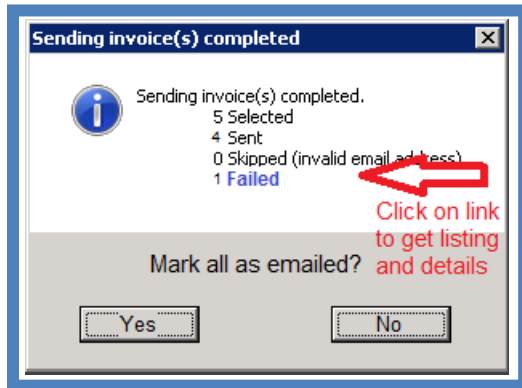 Sending invoice(s) completed
Sending invoice(s) completed.
5 Selected
4 Sent
0 Skipped (invalid email address)
1 Failed
Click on link
to get listing
and details
Mark all as emailed?
Yes
No